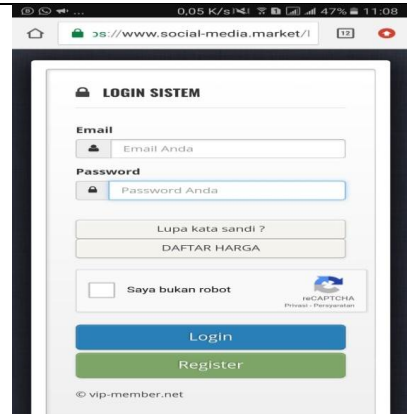 ... 0,05 K/s 47% 11:08
ps://www.social-media.market/l 12
LOGIN SISTEM
Email
Email Anda
Password
Password Anda
Lupa kata sandi ?
DAFTAR HARGA
Saya bukan robot
reCAPTCHA
Privasi - Persyaratan
Login
Register
© vip-member.net